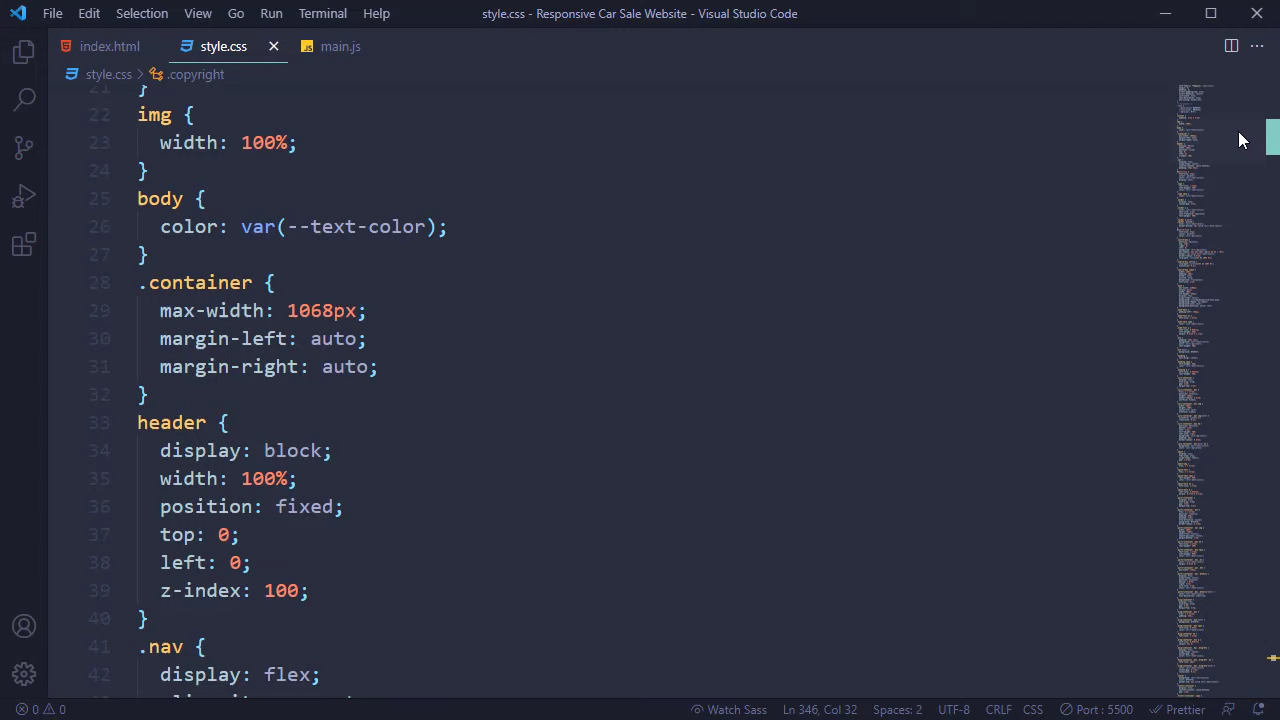 File Edit Selection View Go Run Terminal Help style.css - Responsive Car Sale Website - Visual Studio Code
index.html style.css JS main.js
style.css > .copyright
21 }
22 img {
23 width: 100%;
24 }
25 body {
26 color: var(--text-color);
27 }
28 .container {
29 max-width: 1068px;
30 margin-left: auto;
31 margin-right: auto;
32 }
33 header {
34 display: block;
35 width: 100%;
36 position: fixed;
37 top: 0;
38 left: 0;
39 z-index: 100;
40 }
41 .nav {
42 display: flex;
0 0 Watch sass Ln 346, Col 32 Spaces: 2 UTF-8 CRLF CSS Port : 5500 Prettier